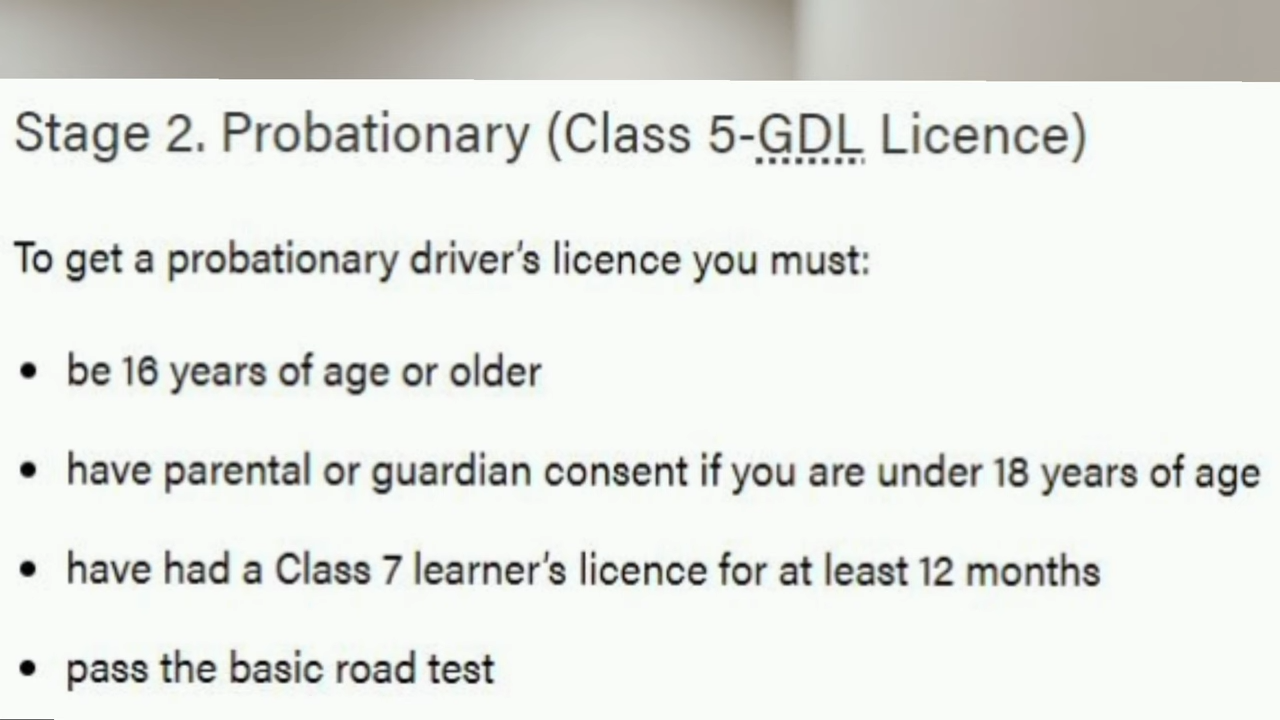 Stage 2. Probationary (Class 5-GDL Licence)
To get a probationary driver's licence you must:
• be 16 years of age or older
• have parental or guardian consent if you are under 18 years of age
• have had a Class 7 learner's licence for at least 12 months
• pass the basic road test